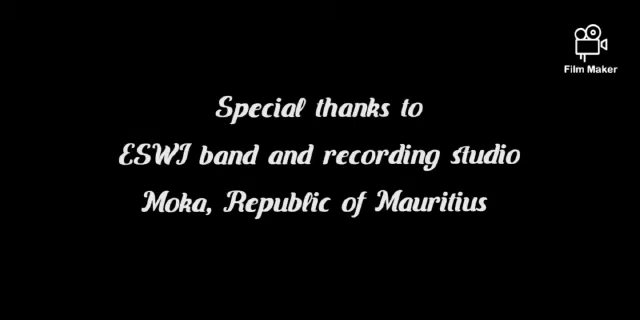 Film Maker
Special thanks to
ESWI band and recording studio
Moka, Republic of Mauritius